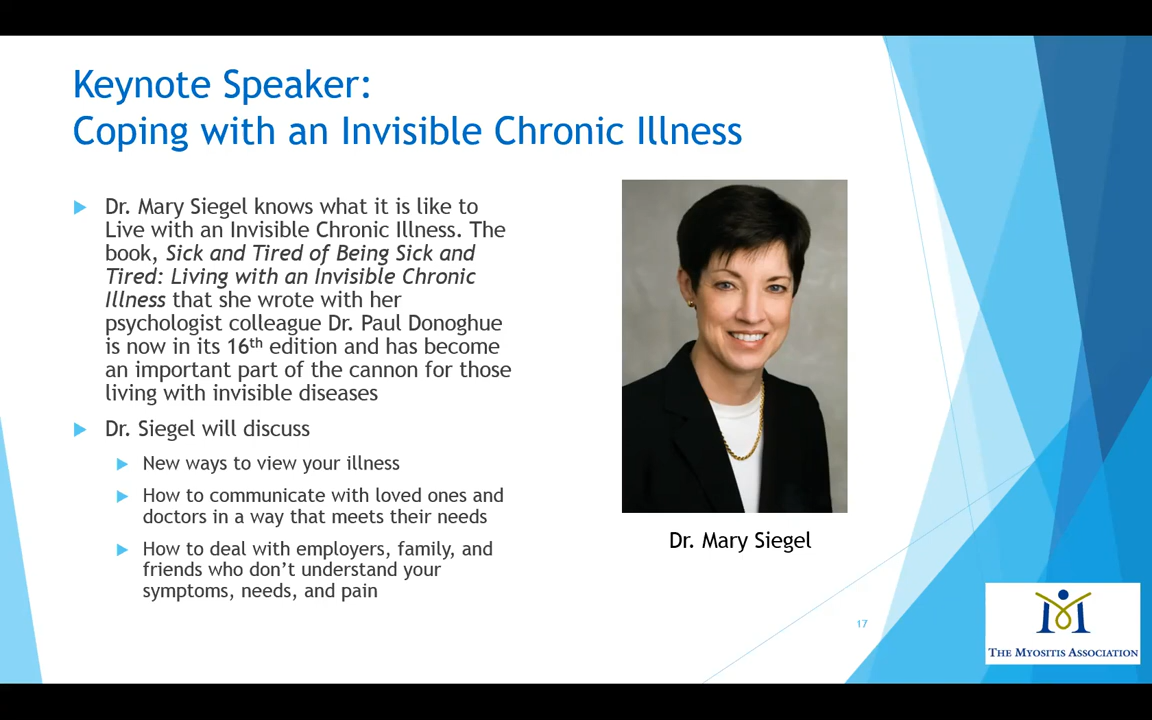 Keynote Speaker:
Coping with an Invisible Chronic Illness
Dr. Mary Siegel knows what it is like to
Live with an Invisible Chronic Illness. The
book, Sick and Tired of Being Sick and
Tired: Living with an Invisible Chronic
Illness that she wrote with her
psychologist colleague Dr. Paul Donoghue
is now in its 16th edition and has become
an important part of the cannon for those
living with invisible diseases
Dr. Siegel will discuss
New ways to view your illness
How to communicate with loved ones and
doctors in a way that meets their needs
How to deal with employers, family, and
friends who don’t understand your
symptoms, needs, and pain
Dr. Mary Siegel
17
THE MYOSITIS ASSOCIATION